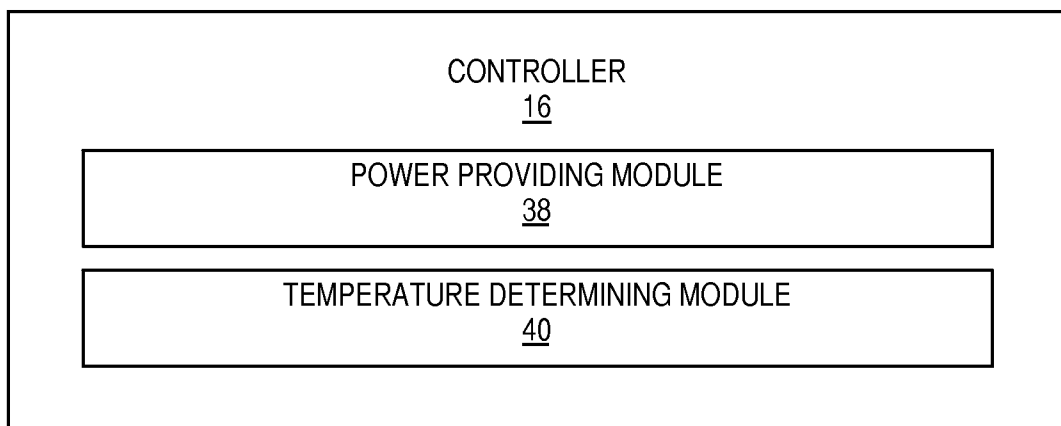 CONTROLLER
16
POWER PROVIDING MODULE
38
TEMPERATURE DETERMINING MODULE
40